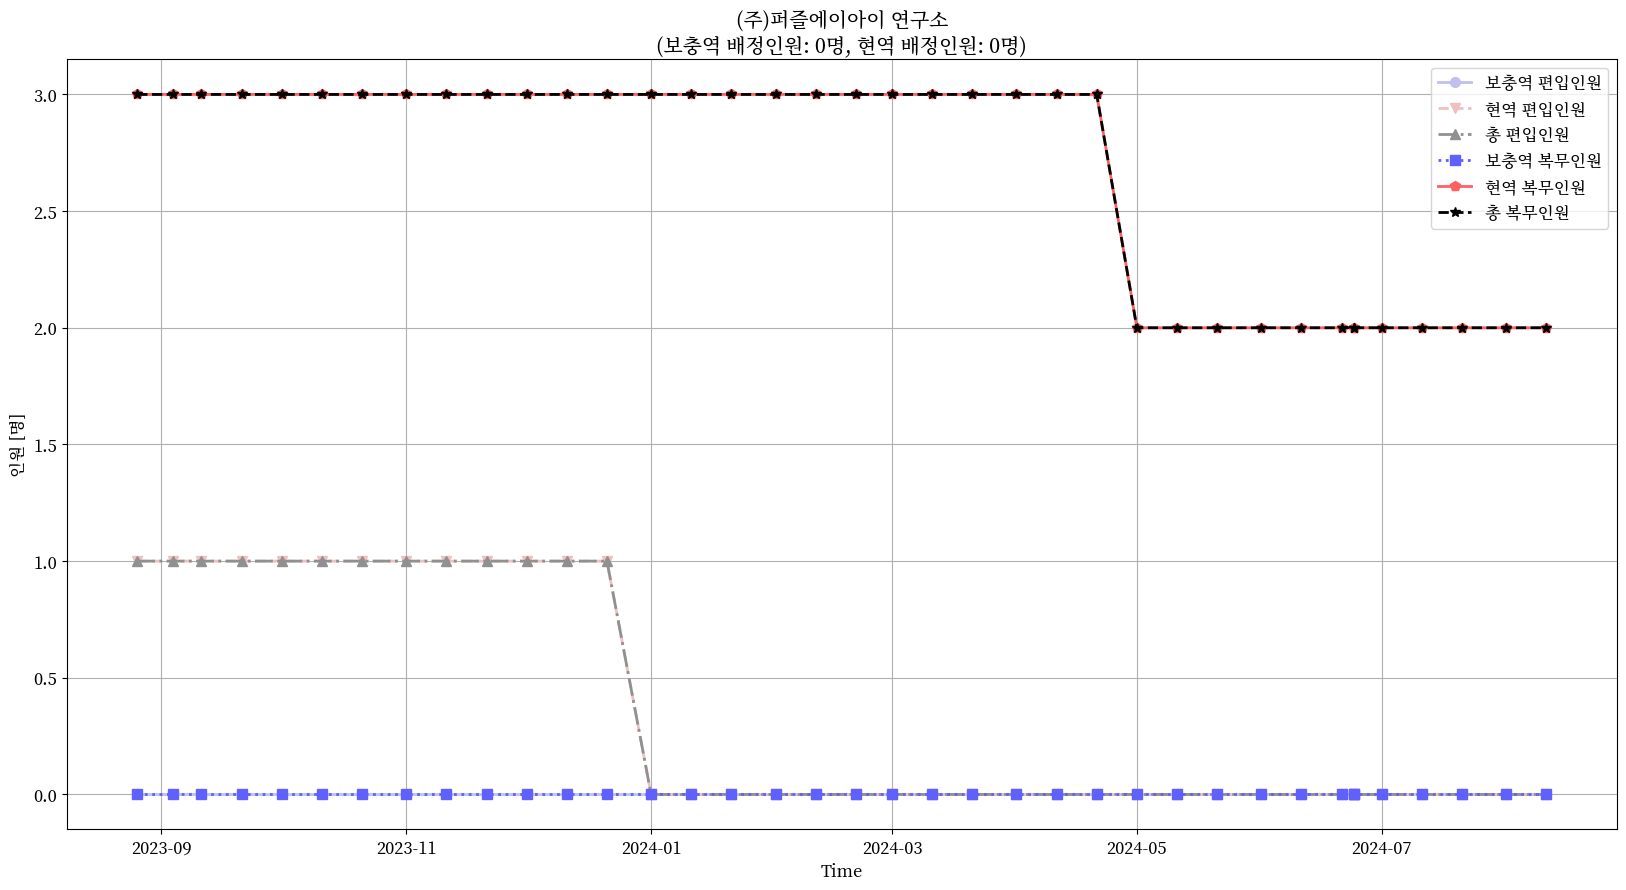 (주)퍼즐에이아이 연구소
(보충역 배정인원: 0명, 현역 배정인원: 0명)
보충역 편입인원
현역 편입인원
총 편입인원
보충역 복무인원
현역 복무인원
총 복무인원
인원 [명]
3.0
2.5
2.0
1.5
1.0
0.5
0.0
2023-09
2023-11
2024-01
2024-03
2024-05
2024-07
Time